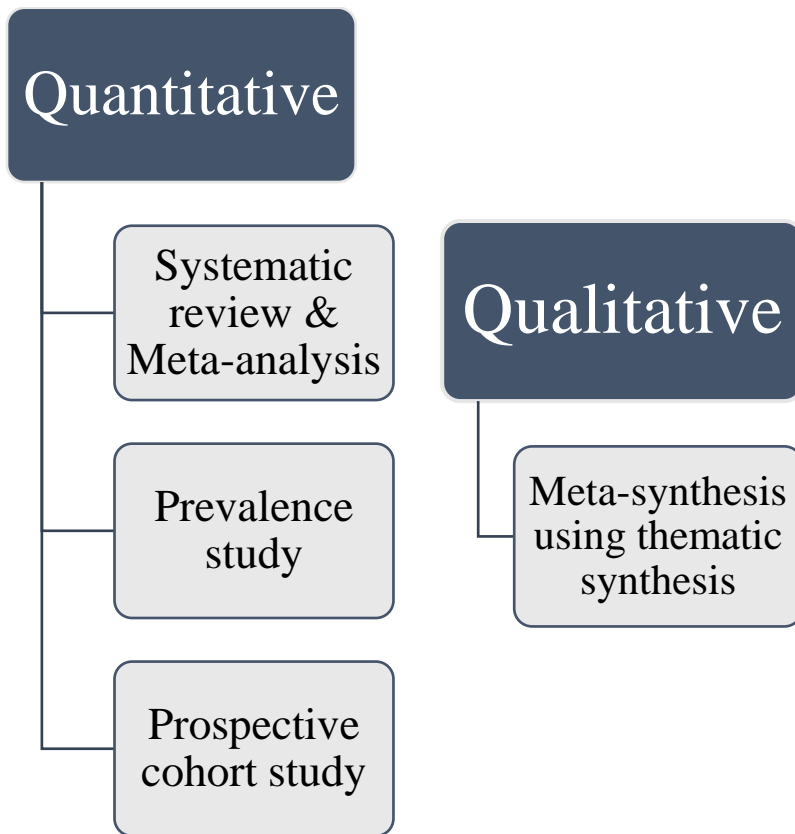 Quantitative
Systematic
review &
Meta-analysis
Prevalence
study
Prospective
cohort study
Qualitative
Meta-synthesis
using thematic
synthesis